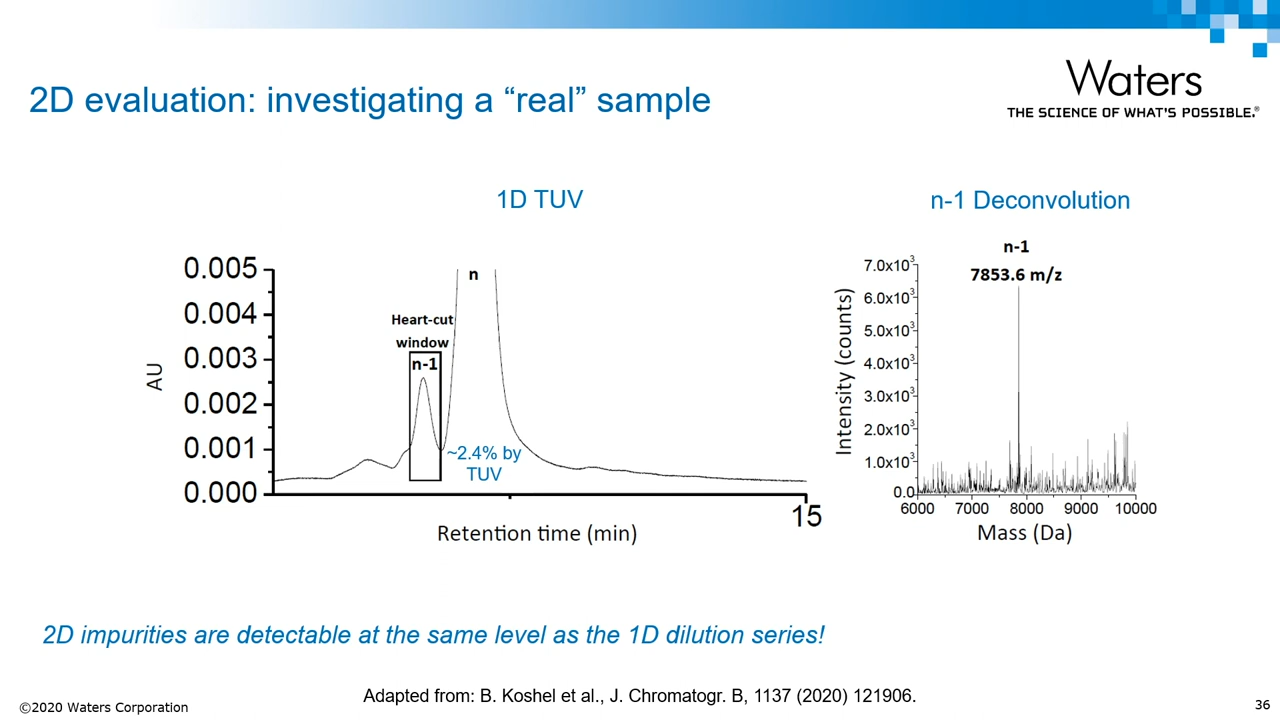 2D evaluation: investigating a “real” sample
Waters
THE SCIENCE OF WHAT'S POSSIBLE.®
1D TUV
n-1 Deconvolution
0.005
0.004
0.003
0.002
0.001
0.000
AU
n
Heart-cut
window
n-1
~2.4% by
TUV
15
Retention time (min)
n-1
7853.6 m/z
7.0x10³
6.0x10³
5.0x10³
4.0x10³
3.0x10³
2.0x10³
1.0x10³
0.0
Intensity (counts)
6000 7000 8000 9000 10000
Mass (Da)
2D impurities are detectable at the same level as the 1D dilution series!
Adapted from: B. Koshel et al., J. Chromatogr. B, 1137 (2020) 121906.
©2020 Waters Corporation
36